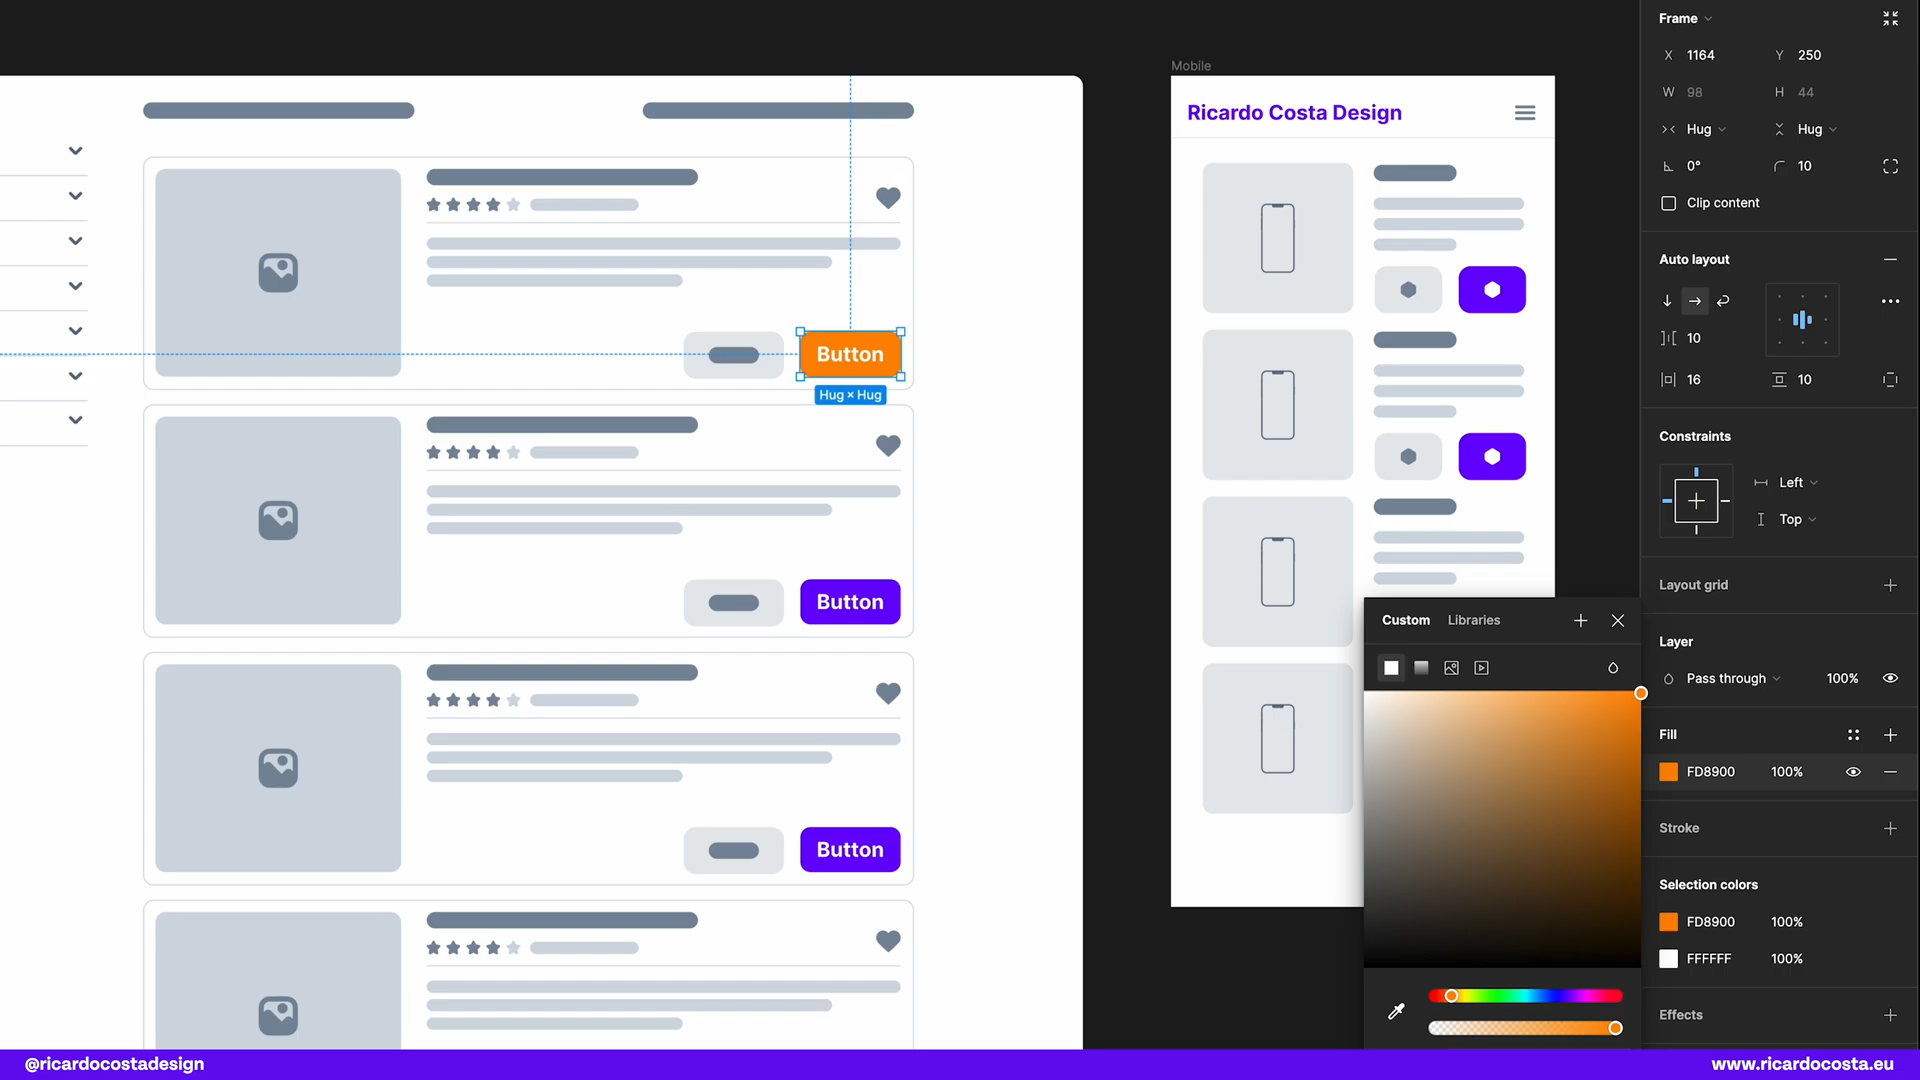 Mobile
Ricardo Costa Design
Button
Hug × Hug
Button
Button
Frame
X 1164 Y 250
W 98 H 44
Hug Hug
0° 10
Clip content
Auto layout
10
16 10
Constraints
Left
Top
Layout grid
Layer
Pass through 100%
Fill
FD8900 100%
Stroke
Selection colors
FD8900 100%
FFFFFF 100%
Effects
Custom Libraries
@ricardocostadesign
www.ricardocosta.eu